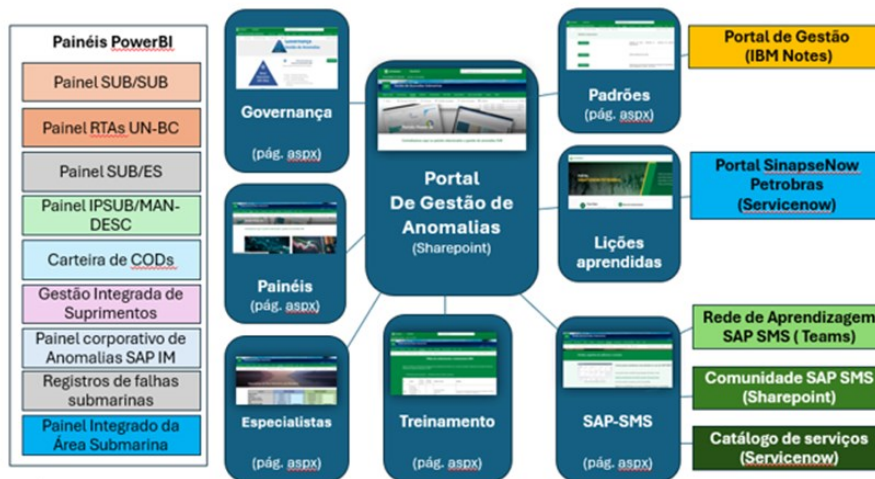 Painéis PowerBI
Painel SUB/SUB
Painel RTAs UN-BC
Painel SUB/ES
Painel IPSUB/MAN-
DESC
Carteira de CODs
Gestão Integrada de
Suprimentos
Painel corporativo de
Anomalias SAP IM
Registros de falhas
submarinas
Painel Integrado da
Área Submarina
Governança
(pág. aspx)
Painéis
(pág. aspx)
Especialistas
(pág. aspx)
Portal
De Gestão de
Anomalias
(Sharepoint)
Treinamento
(pág. aspx)
Padrões
(pág. aspx)
Lições
aprendidas
SAP-SMS
(pág. aspx)
Portal de Gestão
(IBM Notes)
Portal SinapseNow
Petrobras
(Servicenow)
Rede de Aprendizagem
SAP SMS ( Teams)
Comunidade SAP SMS
(Sharepoint)
Catálogo de serviços
(Servicenow)